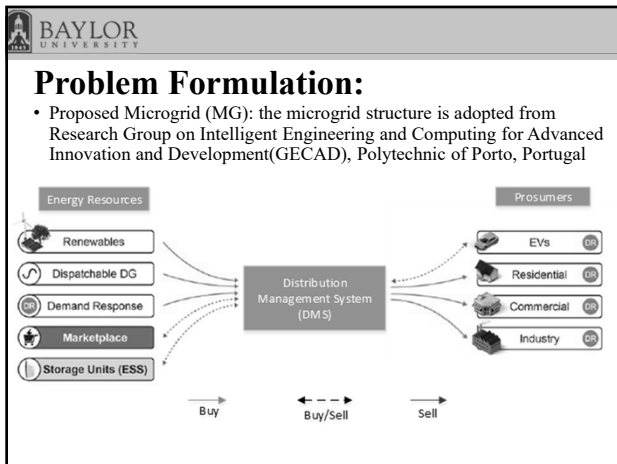 BAYLOR
UNIVERSITY
Problem Formulation:
• Proposed Microgrid (MG): the microgrid structure is adopted from
Research Group on Intelligent Engineering and Computing for Advanced
Innovation and Development(GECAD), Polytechnic of Porto, Portugal
Energy Resources
Renewables
Dispatchable DG
DR Demand Response
Marketplace
Storage Units (ESS)
Distribution
Management System
(DMS)
Prosumers
EVs DR
Residential DR
Commercial DR
Industry DR
Buy
Buy/Sell
Sell